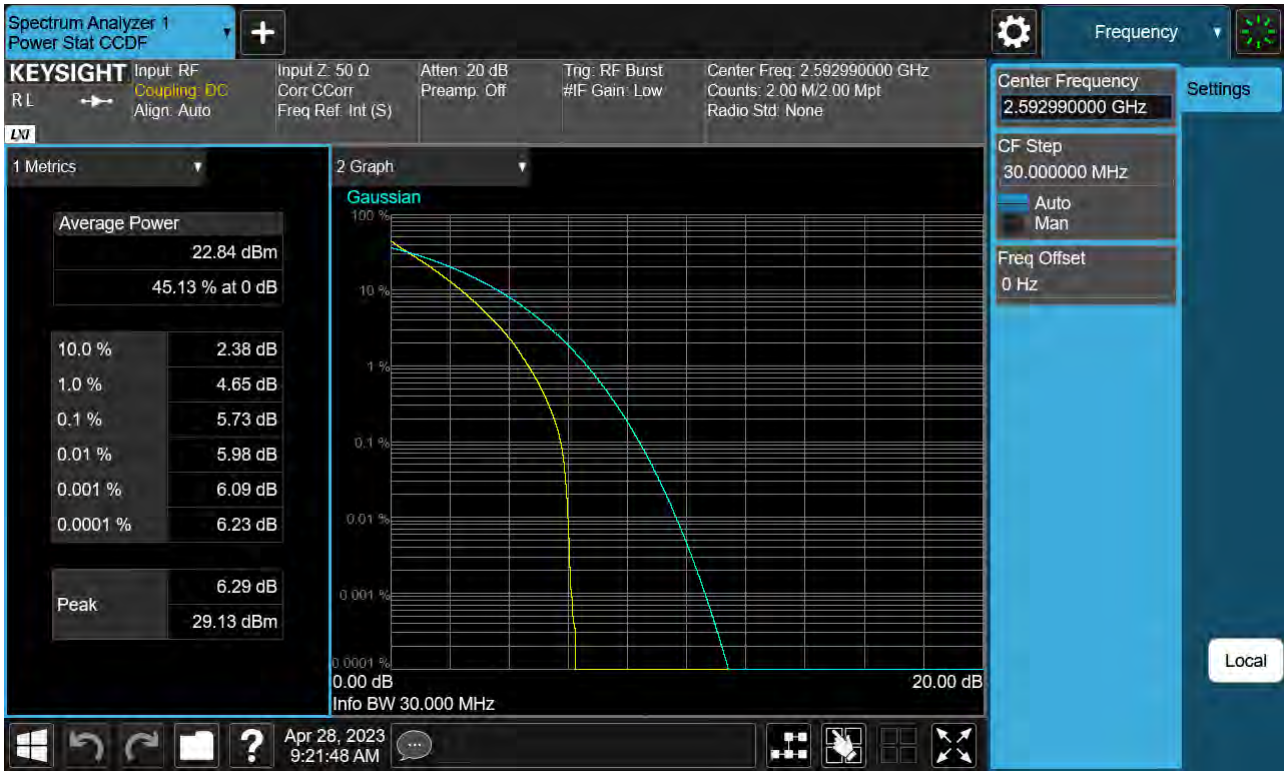 Spectrum Analyzer 1
Power Stat CCDF
Frequency
KEYSIGHT
RL
LXI
Input: RF
Coupling: DC
Align: Auto
Input Z: 50 Ω
Corr CCorr
Freq Ref: Int (S)
Atten: 20 dB
Preamp: Off
Trig: RF Burst
#IF Gain: Low
Center Freq: 2.592990000 GHz
Counts: 2.00 M/2.00 Mpt
Radio Std: None
Center Frequency
2.592990000 GHz
Settings
CF Step
30.000000 MHz
Auto
Man
Freq Offset
0 Hz
Local
1 Metrics
Average Power
22.84 dBm
45.13 % at 0 dB
10.0 % 2.38 dB
1.0 % 4.65 dB
0.1 % 5.73 dB
0.01 % 5.98 dB
0.001 % 6.09 dB
0.0001 % 6.23 dB
Peak 6.29 dB
29.13 dBm
2 Graph
Gaussian
100 %
10 %
1 %
0.1 %
0.01 %
0.001 %
0.0001 %
0.00 dB 20.00 dB
Info BW 30.000 MHz
?
Apr 28, 2023
9:21:48 AM